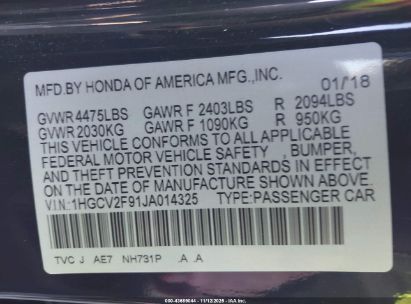 MFD.BY HONDA OF AMERICA MFG.,INC. 01/18
GVWR 4475LBS GAWR F 2403LBS R 2094LBS
GVWR 2030KG GAWR F 1090KG R 950KG
THIS VEHICLE CONFORMS TO ALL APPLICABLE
FEDERAL MOTOR VEHICLE SAFETY , BUMPER,
AND THEFT PREVENTION STANDARDS IN EFFECT
ON THE DATE OF MANUFACTURE SHOWN ABOVE.
V.I.N:1HGCV2F91JA014325 TYPE:PASSENGER CAR
TVC J AE7 NH731P .A .A